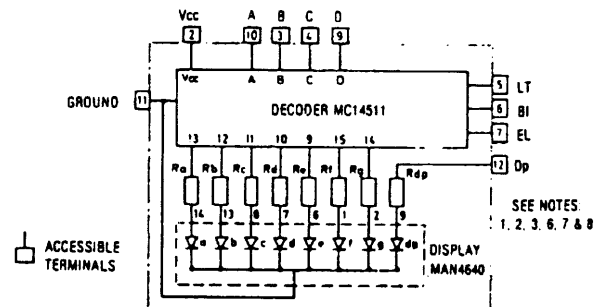 Vcc A B C D
2 10 3 4 9
Vcc A B C D
5 LT
GROUND 11 DECODER MC14511 6 BI
7 EL
13 12 11 10 9 15 14
12 Dp
Ra Rb Rc Rd Re Rf Rg Rdp
SEE NOTES:
1, 2, 3, 6, 7 & 8
14 13 8 7 6 1 2 9
a b c d e f g dp
ACCESSIBLE
TERMINALS
DISPLAY
MAN4640